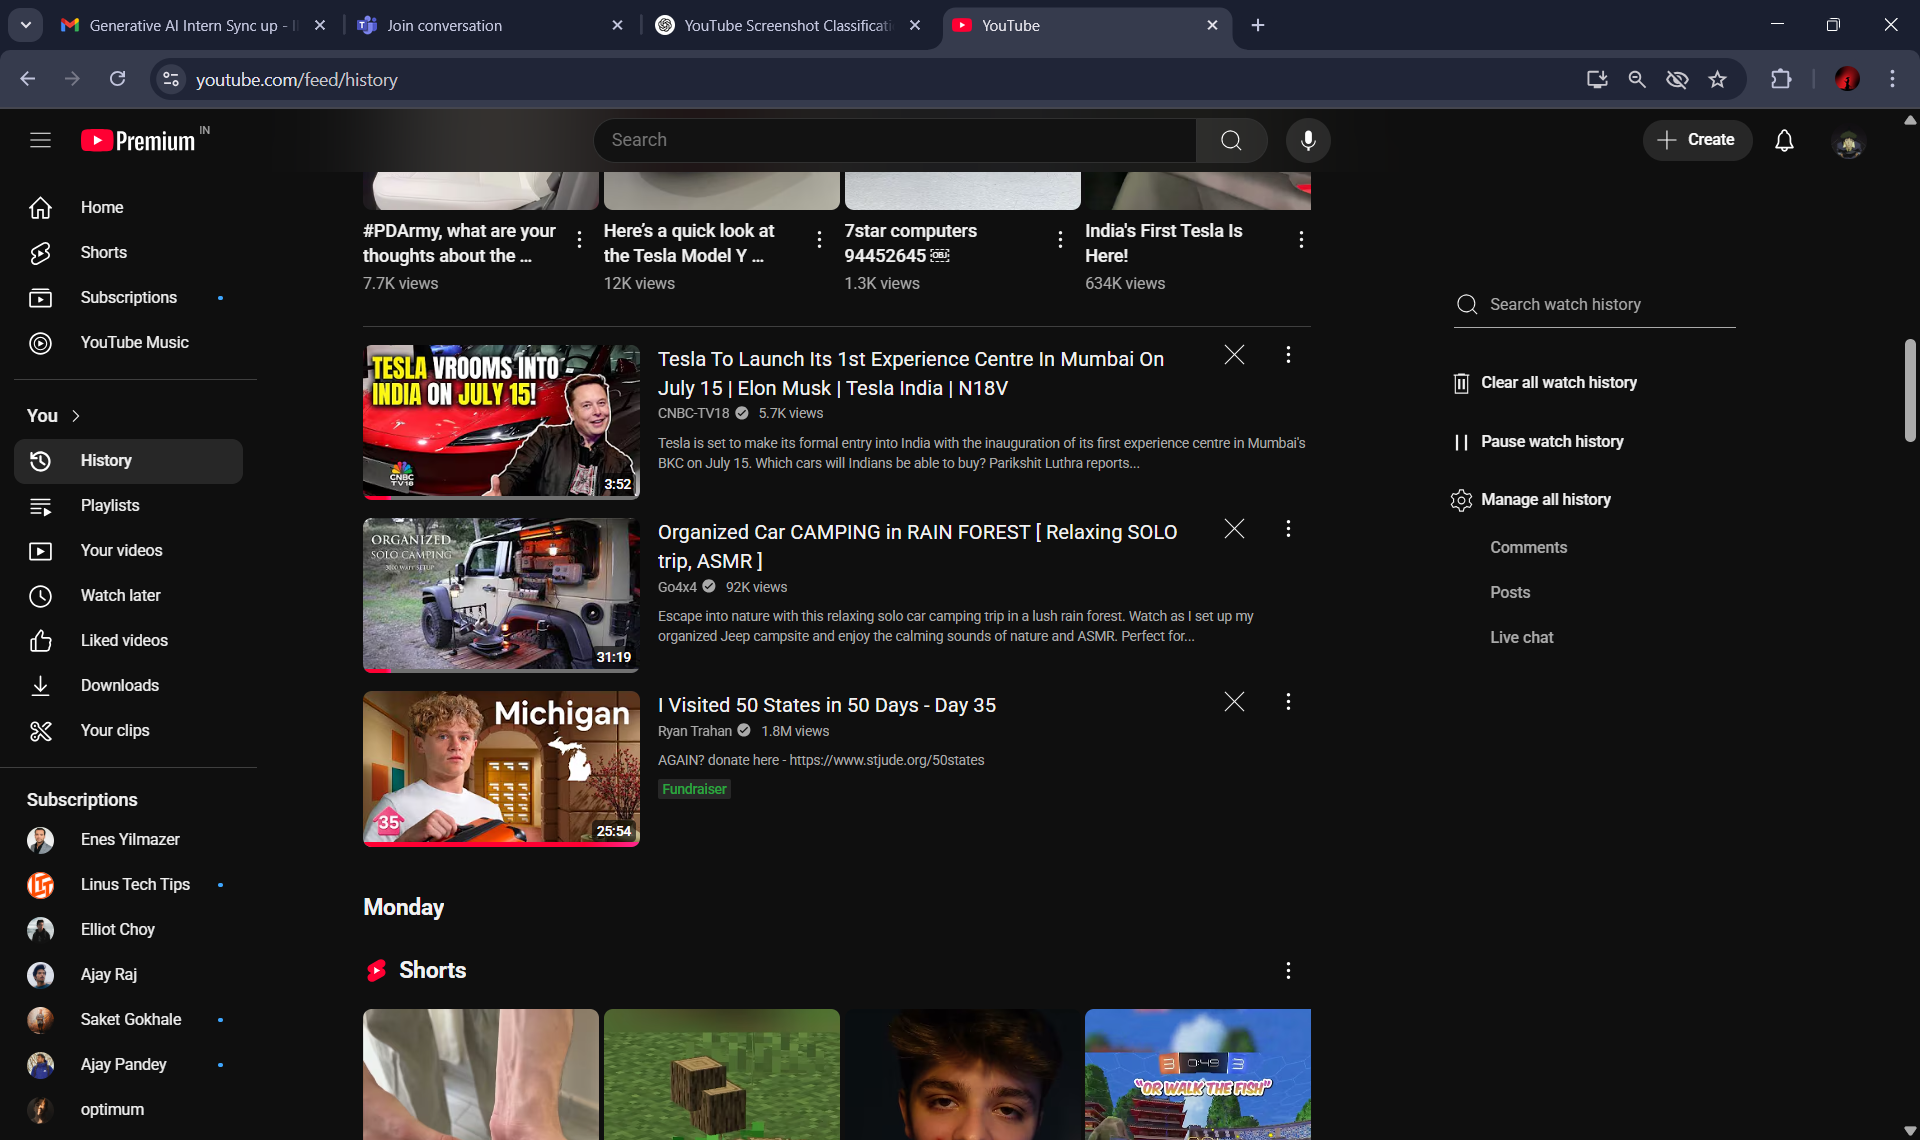 Generative AI Intern Sync up - I
Join conversation
YouTube Screenshot Classificati
YouTube
youtube.com/feed/history
Premium IN
Search
Create
Home
Shorts
Subscriptions
YouTube Music
You
History
Playlists
Your videos
Watch later
Liked videos
Downloads
Your clips
Subscriptions
Enes Yilmazer
Linus Tech Tips
Elliot Choy
Ajay Raj
Saket Gokhale
Ajay Pandey
optimum
#PDArmy, what are your
thoughts about the ...
7.7K views
Here's a quick look at
the Tesla Model Y ...
12K views
7star computers
94452645 OBJ
1.3K views
India's First Tesla Is
Here!
634K views
TESLA VROOMS INTO
INDIA ON JULY 15!
CNBC
TV18
3:52
Tesla To Launch Its 1st Experience Centre In Mumbai On
July 15 | Elon Musk | Tesla India | N18V
CNBC-TV18 5.7K views
Tesla is set to make its formal entry into India with the inauguration of its first experience centre in Mumbai's
BKC on July 15. Which cars will Indians be able to buy? Parikshit Luthra reports...
ORGANIZED
SOLO CAMPING
3000 WATT SETUP
31:19
Organized Car CAMPING in RAIN FOREST [ Relaxing SOLO
trip, ASMR ]
Go4x4 92K views
Escape into nature with this relaxing solo car camping trip in a lush rain forest. Watch as I set up my
organized Jeep campsite and enjoy the calming sounds of nature and ASMR. Perfect for...
Michigan
35
25:54
I Visited 50 States in 50 Days - Day 35
Ryan Trahan 1.8M views
AGAIN? donate here - https://www.stjude.org/50states
Fundraiser
Monday
Shorts
3 0:49 3
"OR WALK THE FISH"
Search watch history
Clear all watch history
Pause watch history
Manage all history
Comments
Posts
Live chat